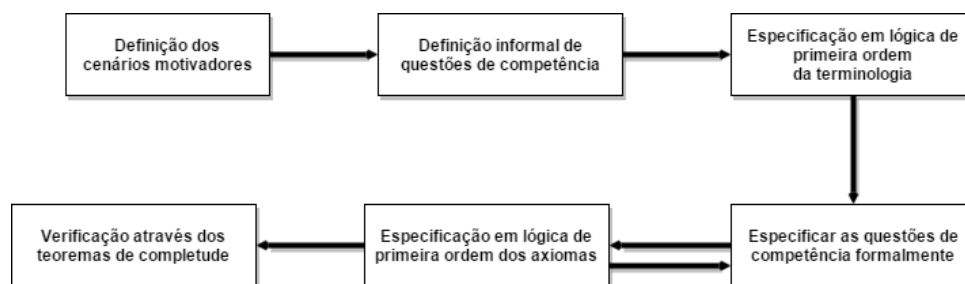 Definição dos
cenários motivadores
Definição informal de
questões de competência
Especificação em lógica de
primeira ordem
da terminologia
Verificação através dos
teoremas de completude
Especificação em lógica de
primeira ordem dos axiomas
Especificar as questões de
competência formalmente